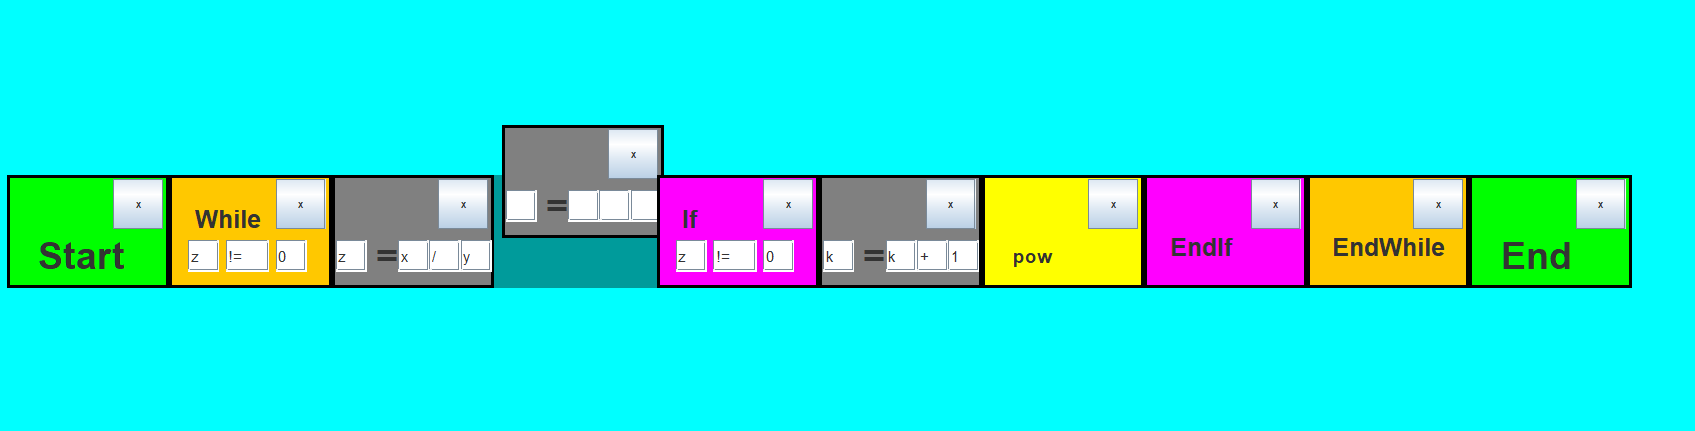 x
Start
x
While
z != 0
x
z = x / y
x
=
x
If
z != 0
x
k = k + 1
x
pow
x
EndIf
x
EndWhile
x
End